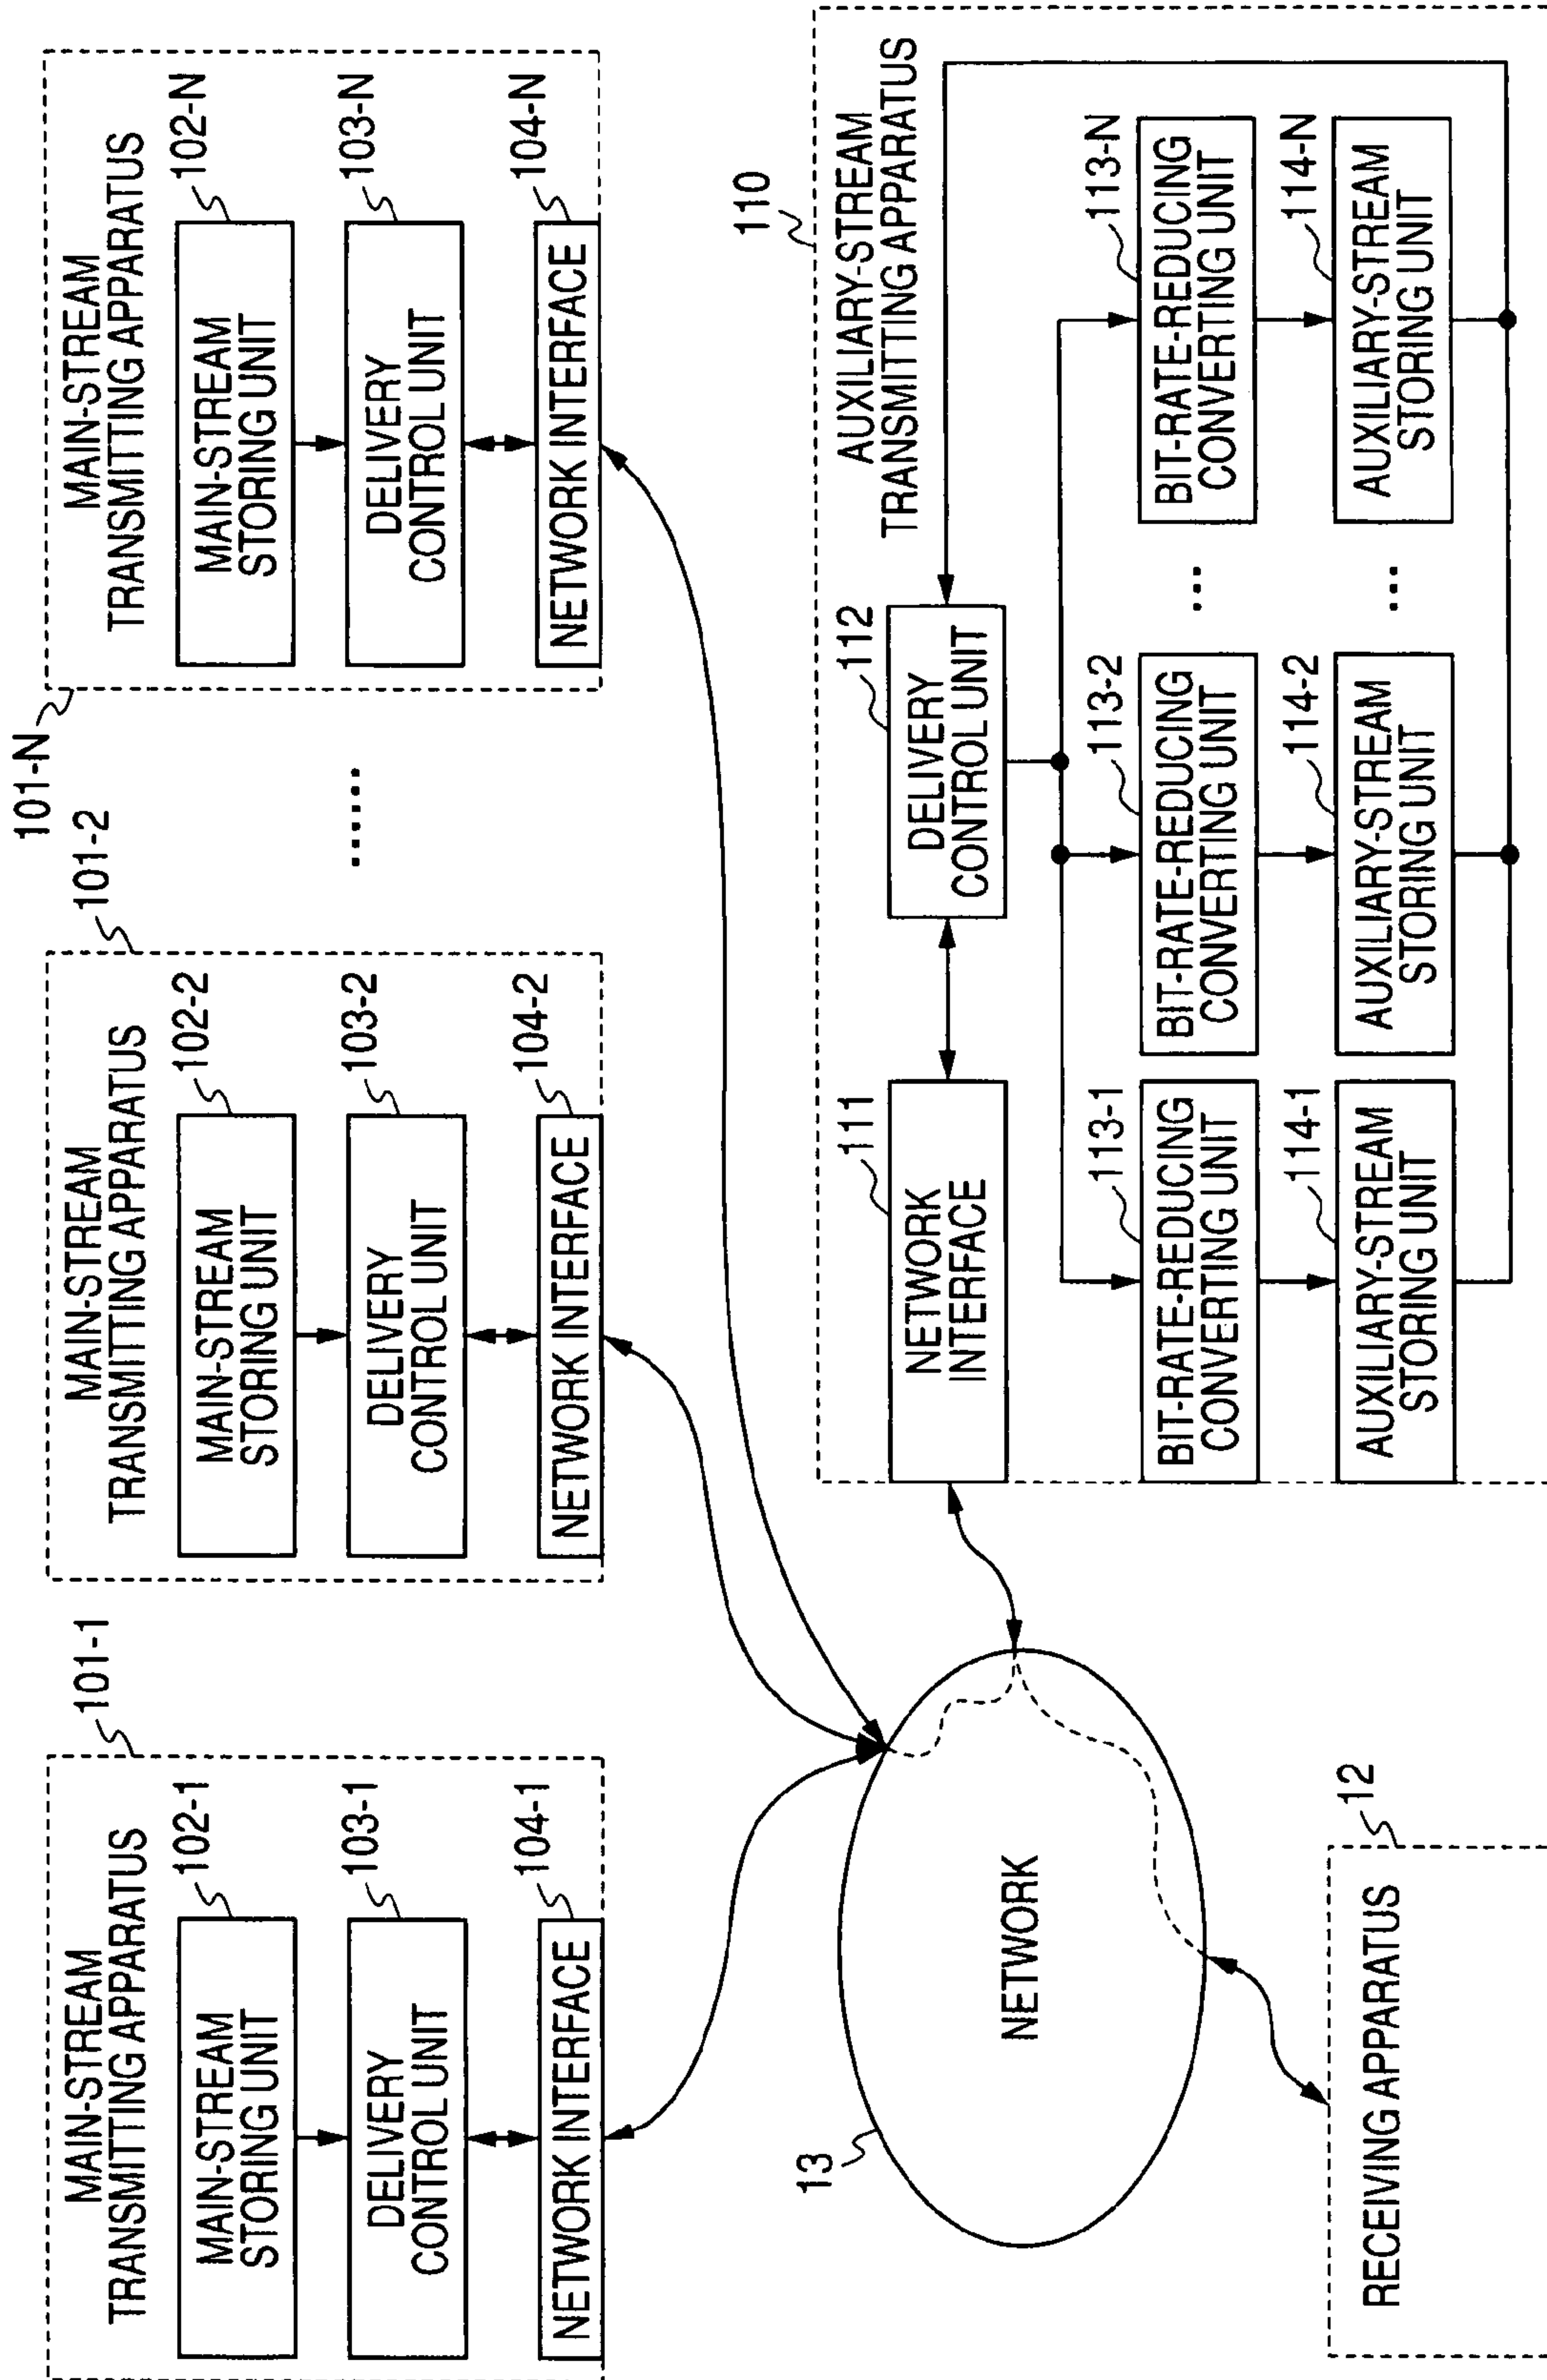 101-1
MAIN-STREAM
TRANSMITTING APPARATUS
102-1
MAIN-STREAM
STORING UNIT
103-1
DELIVERY
CONTROL UNIT
104-1
NETWORK INTERFACE
101-2
MAIN-STREAM
TRANSMITTING APPARATUS
102-2
MAIN-STREAM
STORING UNIT
103-2
DELIVERY
CONTROL UNIT
104-2
NETWORK INTERFACE
......
101-N
MAIN-STREAM
TRANSMITTING APPARATUS
102-N
MAIN-STREAM
STORING UNIT
103-N
DELIVERY
CONTROL UNIT
104-N
NETWORK INTERFACE
13
NETWORK
12
RECEIVING APPARATUS
110
AUXILIARY-STREAM
TRANSMITTING APPARATUS
111
NETWORK
INTERFACE
112
DELIVERY
CONTROL UNIT
113-1
BIT-RATE-REDUCING
CONVERTING UNIT
113-2
BIT-RATE-REDUCING
CONVERTING UNIT
...
113-N
BIT-RATE-REDUCING
CONVERTING UNIT
114-1
AUXILIARY-STREAM
STORING UNIT
114-2
AUXILIARY-STREAM
STORING UNIT
...
114-N
AUXILIARY-STREAM
STORING UNIT